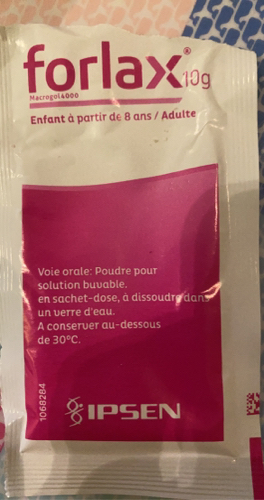 forlax® 10g
Macrogol 4000
Enfant à partir de 8 ans / Adulte
Voie orale: Poudre pour
solution buvable.
en sachet-dose, à dissoudre dans
un verre d'eau.
A conserver au-dessous
de 30°C.
1068284
IPSEN